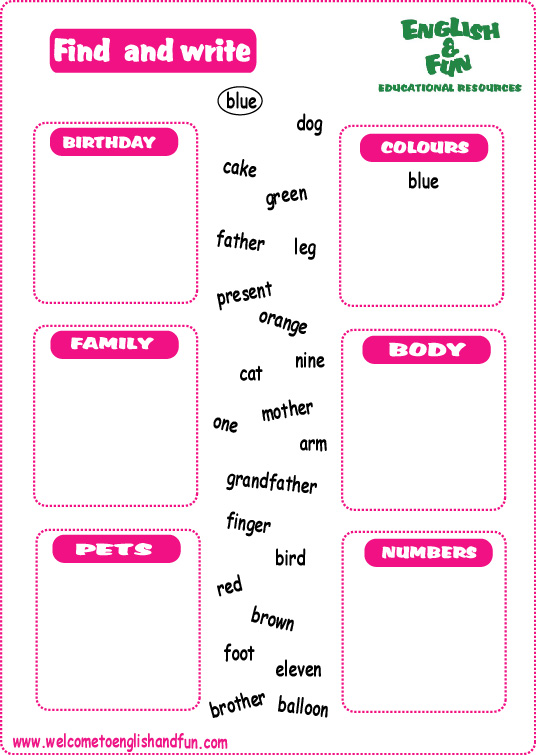 Find and write
ENGLISH
&
FUN
EDUCATIONAL RESOURCES
blue
dog
BIRTHDAY
COLOURS
blue
cake
green
father
leg
present
orange
FAMILY
BODY
nine
cat
mother
one
arm
grandfather
finger
PETS
NUMBERS
bird
red
brown
foot
eleven
brother
balloon
www.welcometoenglishandfun.com